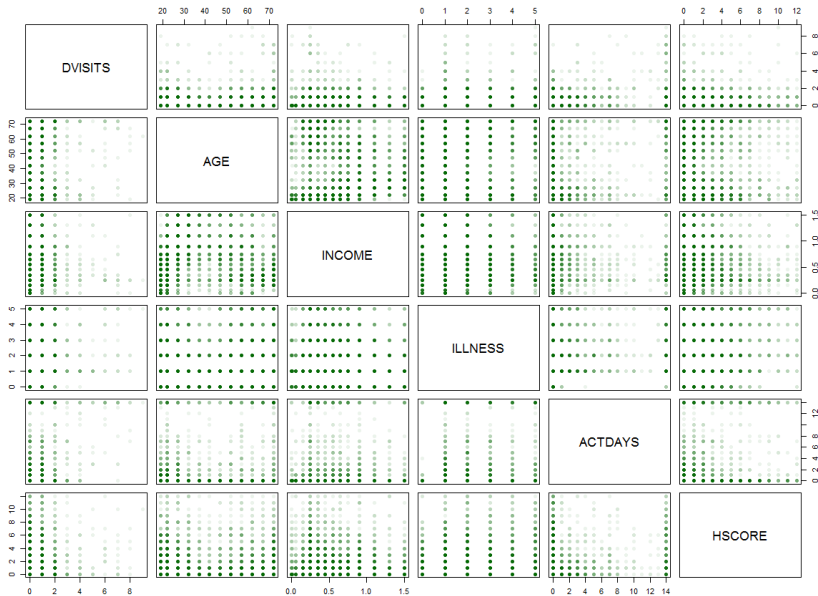 20 30 40 50 60 70
0 1 2 3 4 5
0 2 4 6 8 10 12
DVISITS
0 2 4 6 8
20 30 40 50 60 70
AGE
INCOME
0.0 0.5 1.0 1.5
0 1 2 3 4 5
ILLNESS
ACTDAYS
0 2 4 6 8 12
0 2 4 6 8 10
HSCORE
0 2 4 6 8
0.0 0.5 1.0 1.5
0 2 4 6 8 10 12 14